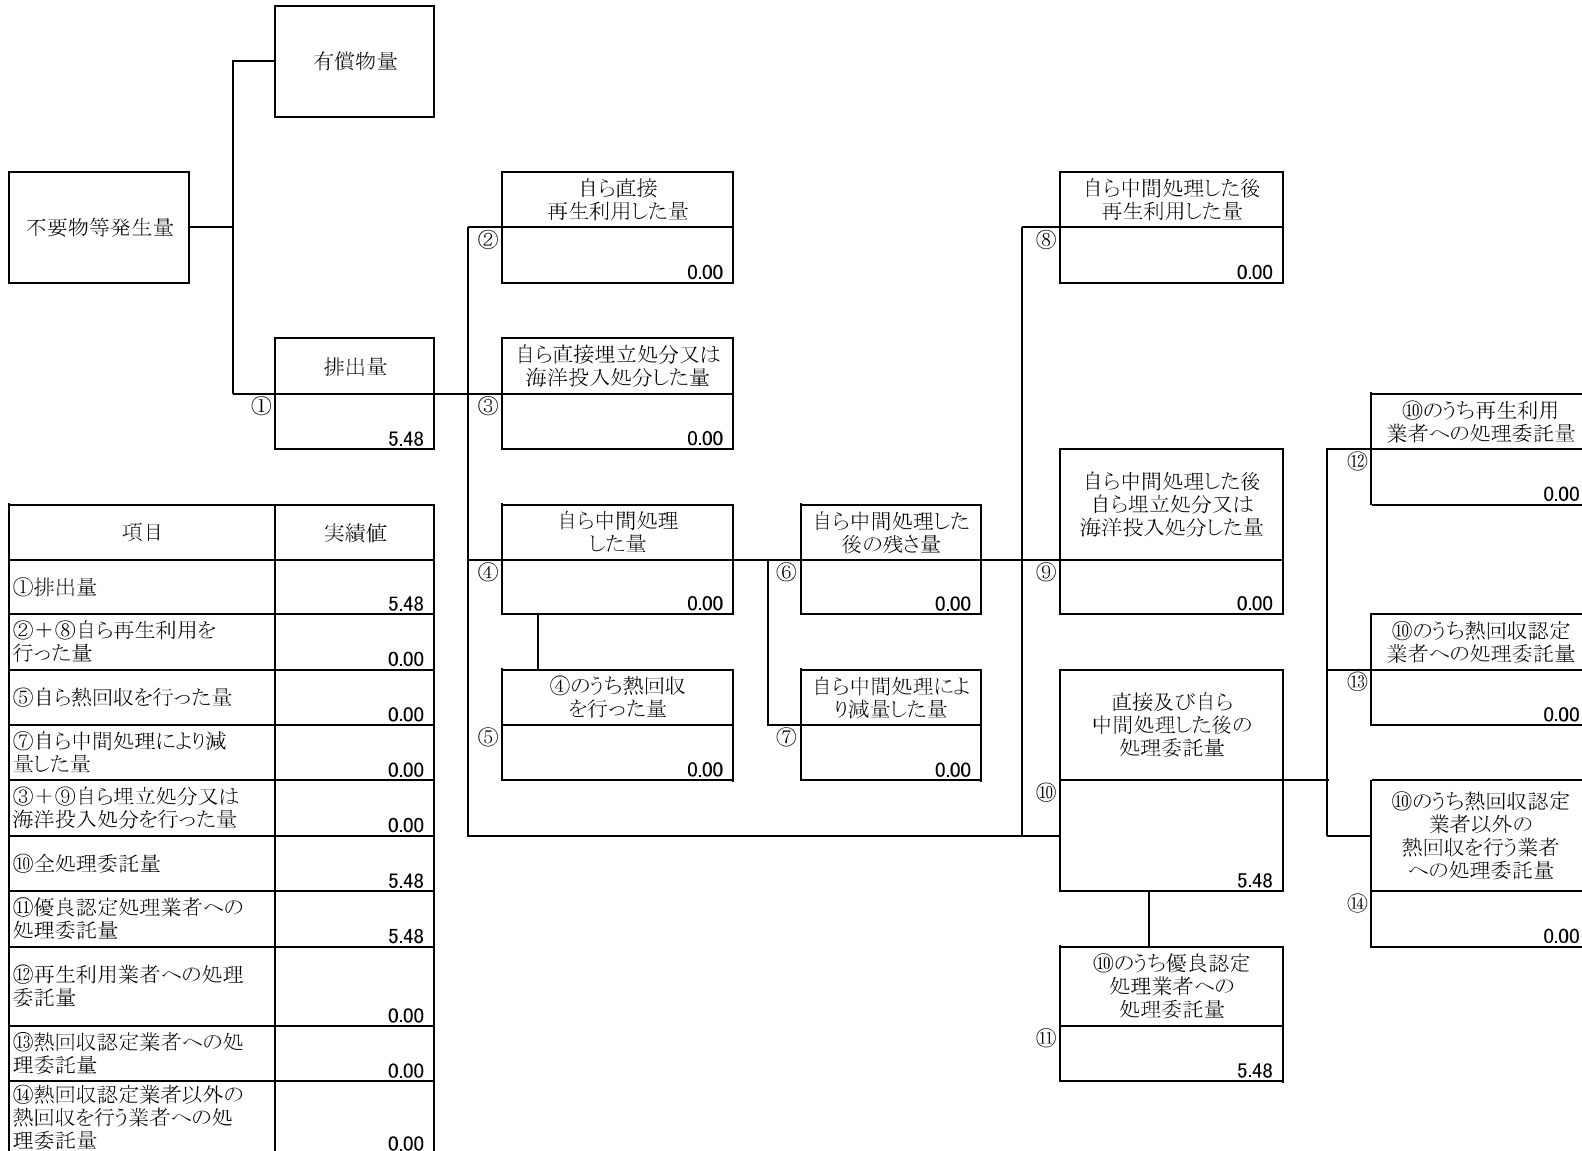 有償物量
不要物等発生量
排出量
①
5.48
自ら直接
再生利用した量
②
0.00
自ら直接埋立処分又は
海洋投入処分した量
③
0.00
自ら中間処理
した量
④
0.00
④のうち熱回収
を行った量
⑤
0.00
自ら中間処理した
後の残さ量
⑥
0.00
自ら中間処理によ
り減量した量
⑦
0.00
自ら中間処理した後
再生利用した量
⑧
0.00
自ら中間処理した後
自ら埋立処分又は
海洋投入処分した量
⑨
0.00
直接及び自ら
中間処理した後の
処理委託量
⑩
5.48
⑩のうち優良認定
処理業者への
処理委託量
⑪
5.48
⑩のうち再生利用
業者への処理委託量
⑫
0.00
⑩のうち熱回収認定
業者への処理委託量
⑬
0.00
⑩のうち熱回収認定
業者以外の
熱回収を行う業者
への処理委託量
⑭
0.00
項目 実績値
①排出量
5.48
②+⑧自ら再生利用を
行った量
0.00
⑤自ら熱回収を行った量
0.00
⑦自ら中間処理により減
量した量
0.00
③+⑨自ら埋立処分又は
海洋投入処分を行った量
0.00
⑩全処理委託量
5.48
⑪優良認定処理業者への
処理委託量
5.48
⑫再生利用業者への処理
委託量
0.00
⑬熱回収認定業者への処
理委託量
0.00
⑭熱回収認定業者以外の
熱回収を行う業者への処
理委託量
0.00